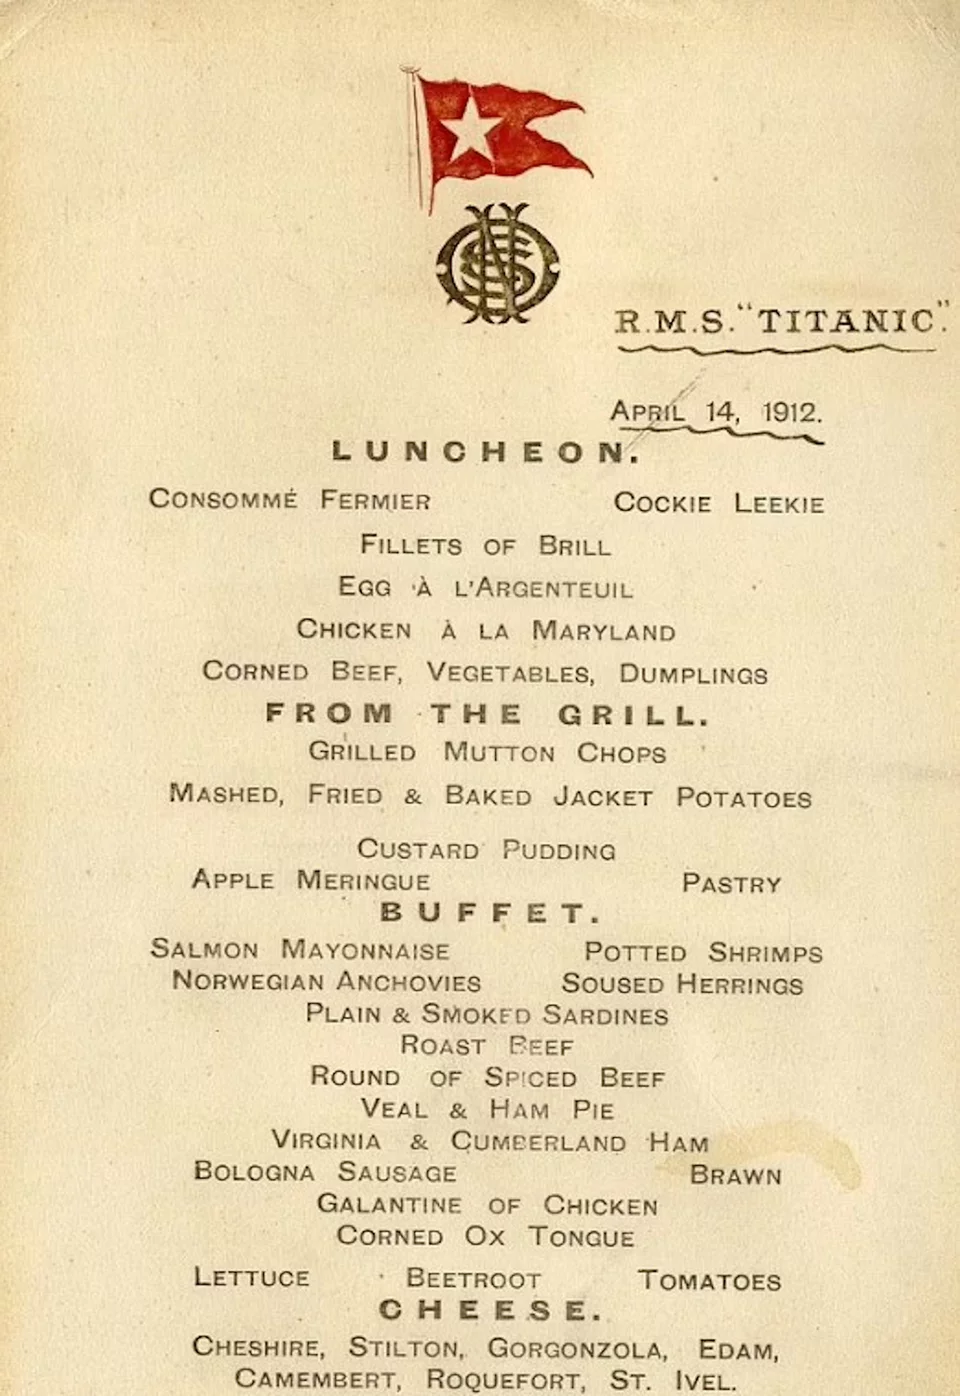 R.M.S. "TITANIC".
APRIL 14, 1912.
LUNCHEON.
CONSOMMÉ FERMIER COCKIE LEEKIE
FILLETS OF BRILL
EGG À L'ARGENTEUIL
CHICKEN À LA MARYLAND
CORNED BEEF, VEGETABLES, DUMPLINGS
FROM THE GRILL.
GRILLED MUTTON CHOPS
MASHED, FRIED & BAKED JACKET POTATOES
CUSTARD PUDDING
APPLE MERINGUE PASTRY
BUFFET.
SALMON MAYONNAISE POTTED SHRIMPS
NORWEGIAN ANCHOVIES SOUSED HERRINGS
PLAIN & SMOKED SARDINES
ROAST BEEF
ROUND OF SPICED BEEF
VEAL & HAM PIE
VIRGINIA & CUMBERLAND HAM
BOLOGNA SAUSAGE BRAWN
GALANTINE OF CHICKEN
CORNED OX TONGUE
LETTUCE BEETROOT TOMATOES
CHEESE.
CHESHIRE, STILTON, GORGONZOLA, EDAM,
CAMEMBERT, ROQUEFORT, ST. IVEL.